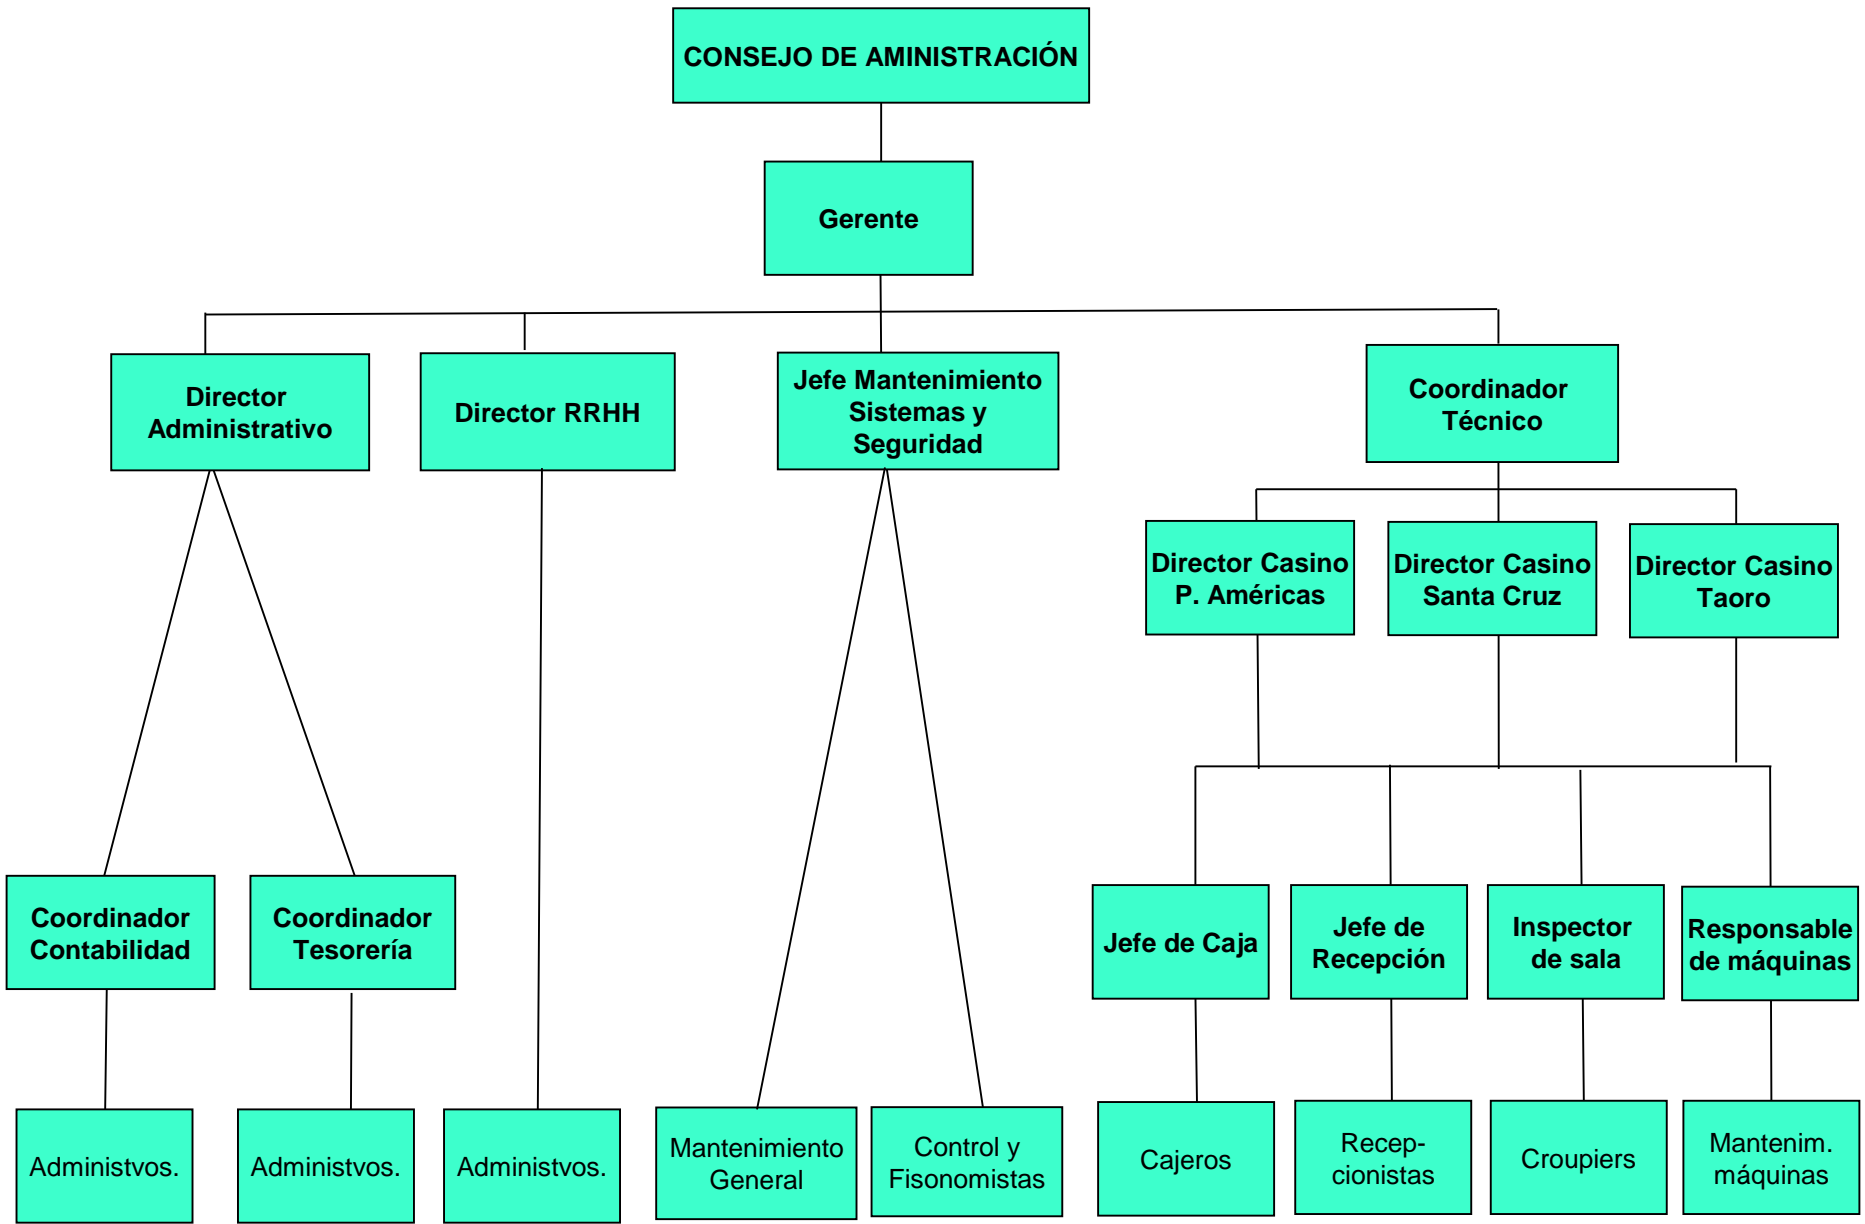 CONSEJO DE AMINISTRACIÓN
Gerente
Director
Administrativo
Director RRHH
Jefe Mantenimiento
Sistemas y
Seguridad
Coordinador
Técnico
Director Casino
P. Américas
Director Casino
Santa Cruz
Director Casino
Taoro
Coordinador
Contabilidad
Coordinador
Tesorería
Jefe de Caja
Jefe de
Recepción
Inspector
de sala
Responsable
de máquinas
Administvos.
Administvos.
Administvos.
Mantenimiento
General
Control y
Fisonomistas
Cajeros
Recep-
cionistas
Croupiers
Mantenim.
máquinas